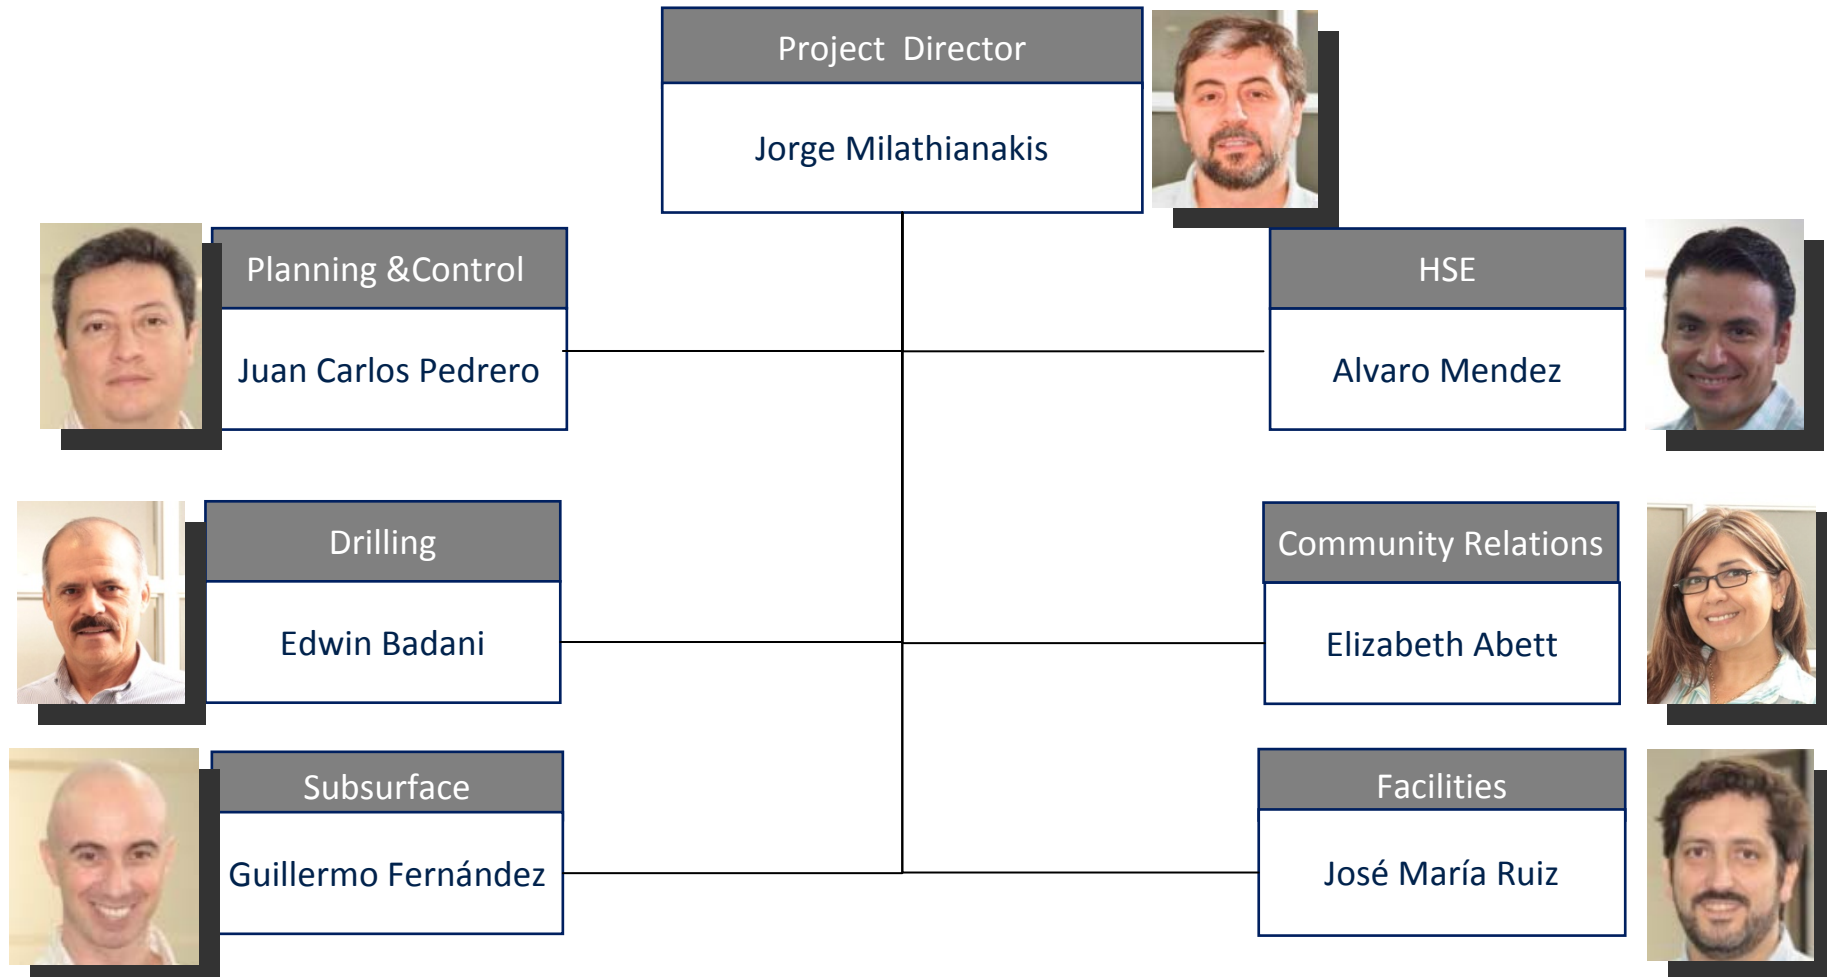 Project  Director
Jorge Milathianakis
Planning &Control
Juan Carlos Pedrero
HSE
Alvaro Mendez
Drilling
Edwin Badani
Community Relations
Elizabeth Abett
Subsurface
Guillermo Fernández
Facilities
José María Ruiz